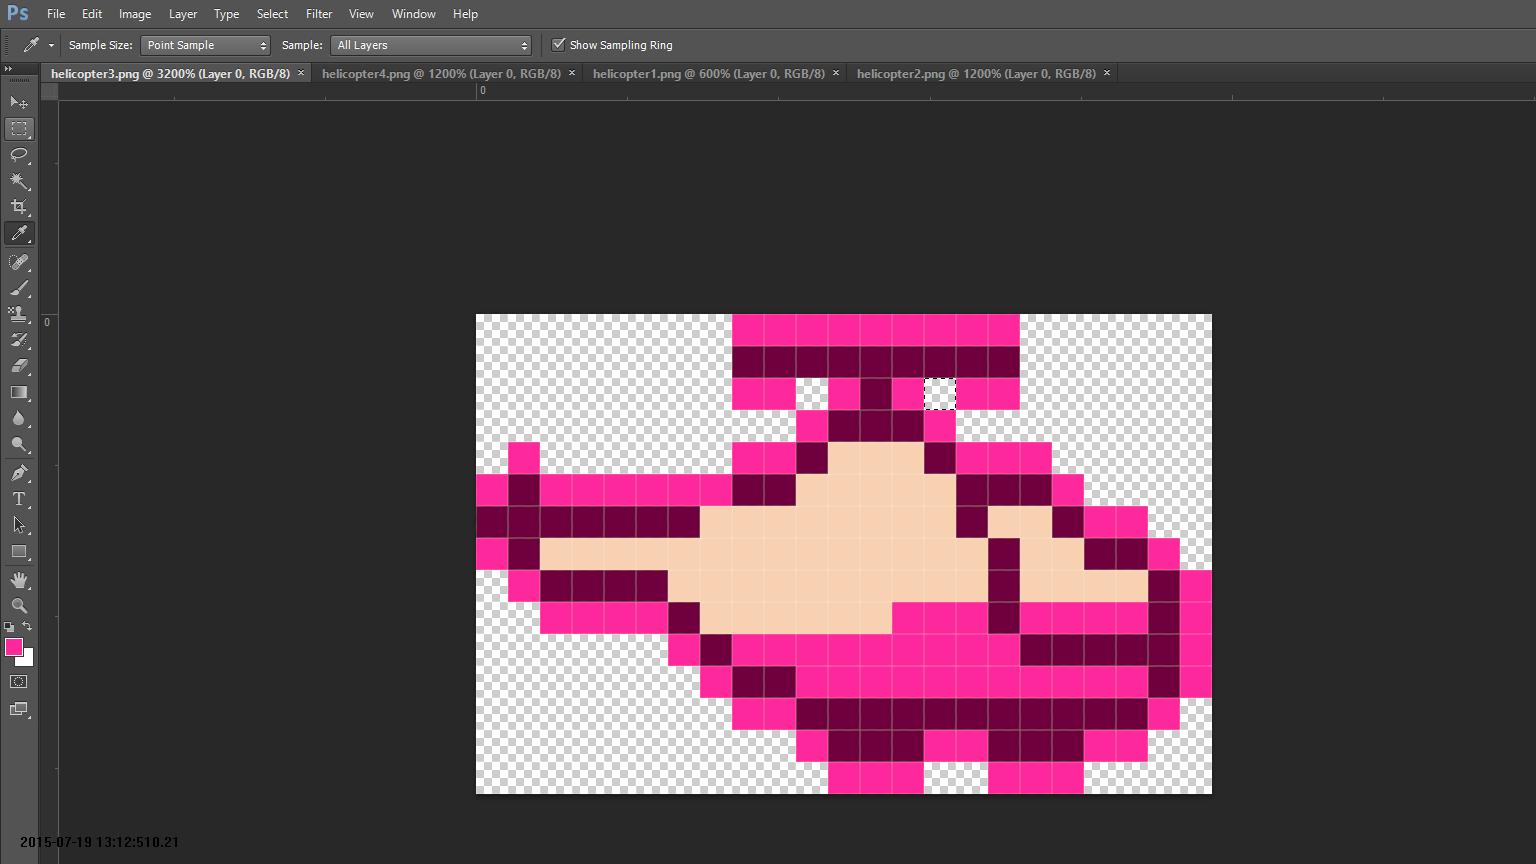 Ps File Edit Image Layer Type Select Filter View Window Help
Sample Size: Point Sample Sample: All Layers Show Sampling Ring
helicopter3.png @ 3200% (Layer 0, RGB/8) × helicopter4.png @ 1200% (Layer 0, RGB/8) × helicopter1.png @ 600% (Layer 0, RGB/8) × helicopter2.png @ 1200% (Layer 0, RGB/8) ×
0
0
T
2015-07-19 13:12:510.21